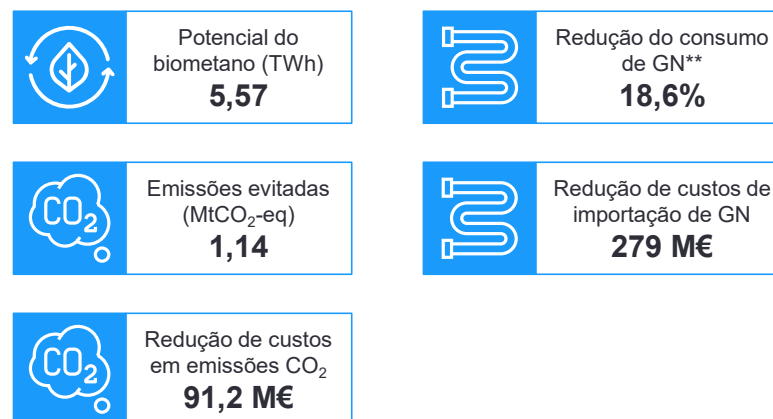 Potencial do
biometano (TWh)
5,57
Redução do consumo
de GN**
18,6%
CO₂
Emissões evitadas
(MtCO₂-eq)
1,14
Redução de custos de
importação de GN
279 M€
CO₂
Redução de custos
em emissões CO₂
91,2 M€